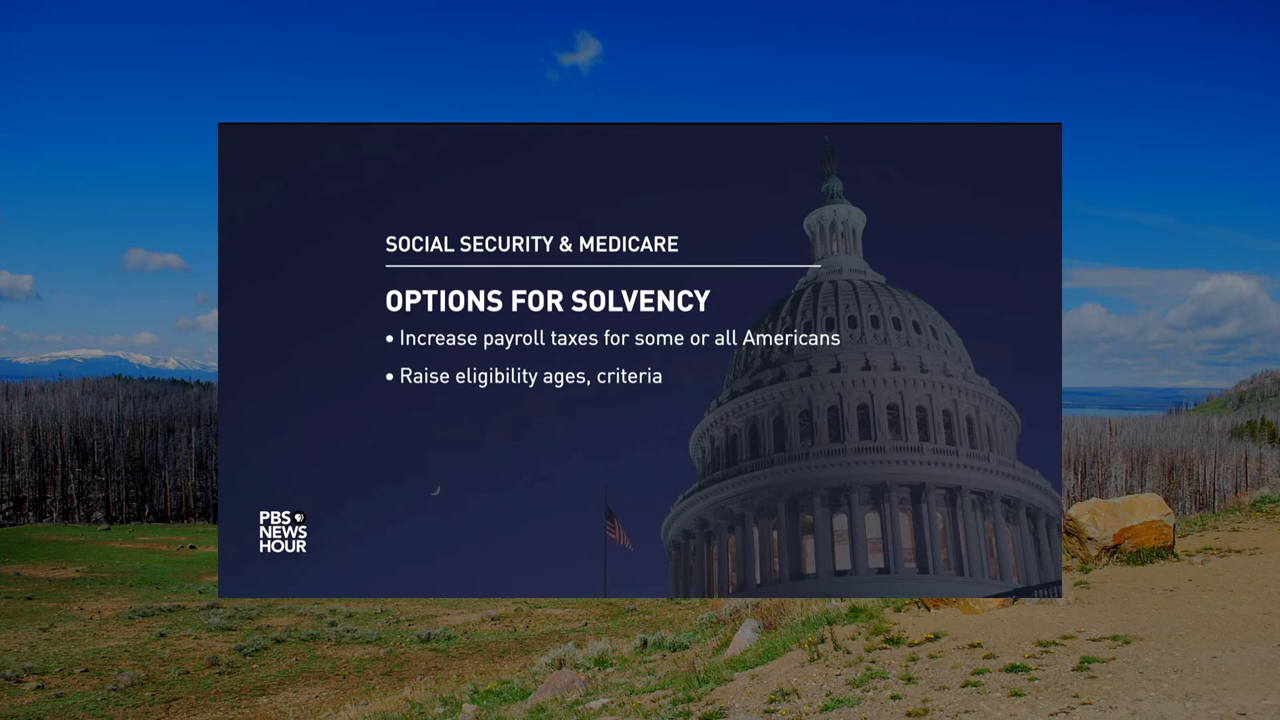 SOCIAL SECURITY & MEDICARE
OPTIONS FOR SOLVENCY
• Increase payroll taxes for some or all Americans
• Raise eligibility ages, criteria
PBS
NEWS
HOUR